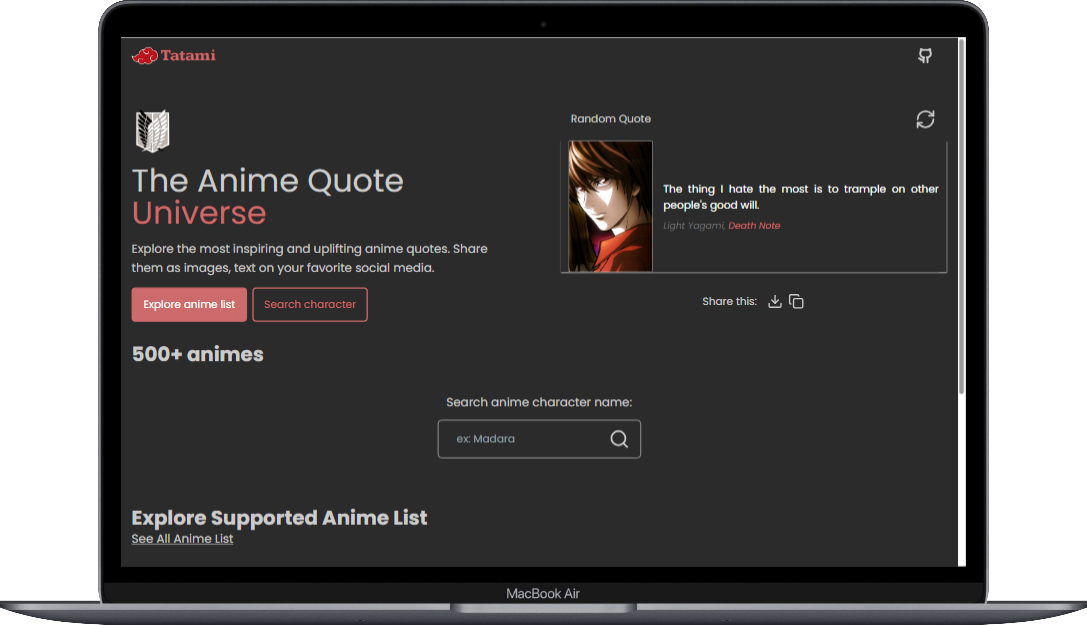 Tatami
The Anime Quote
Universe
Explore the most inspiring and uplifting anime quotes. Share
them as images, text on your favorite social media.
Explore anime list
Search character
500+ animes
Random Quote
The thing I hate the most is to trample on other
people's good will.
Light Yagami, Death Note
Share this:
Search anime character name:
ex: Madara
Explore Supported Anime List
See All Anime List
MacBook Air